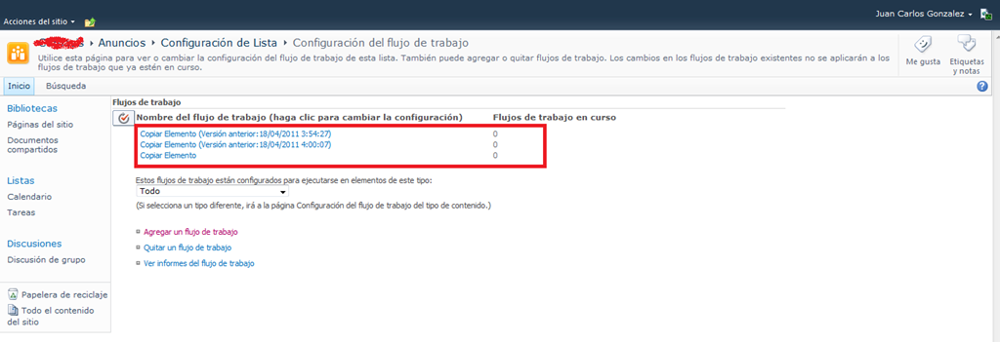 Acciones del sitio
Juan Carlos Gonzalez
Anuncios Configuración de Lista Configuración del flujo de trabajo
Utilice esta página para ver o cambiar la configuración del flujo de trabajo de esta lista. También puede agregar o quitar flujos de trabajo. Los cambios en los flujos de trabajo existentes no se aplicarán a los
flujos de trabajo que ya estén en curso.
Me gusta
Etiquetas
y notas
Inicio Búsqueda
Bibliotecas
Páginas del sitio
Documentos
compartidos
Listas
Calendario
Tareas
Discusiones
Discusión de grupo
Papelera de reciclaje
Todo el contenido
del sitio
Flujos de trabajo
Nombre del flujo de trabajo (haga clic para cambiar la configuración) Flujos de trabajo en curso
Copiar Elemento (Versión anterior:18/04/2011 3:54:27) 0
Copiar Elemento (Versión anterior:18/04/2011 4:00:07) 0
Copiar Elemento 0
Estos flujos de trabajo están configurados para ejecutarse en elementos de este tipo:
Todo
(Si selecciona un tipo diferente, irá a la página Configuración del flujo de trabajo del tipo de contenido.)
Agregar un flujo de trabajo
Quitar un flujo de trabajo
Ver informes del flujo de trabajo